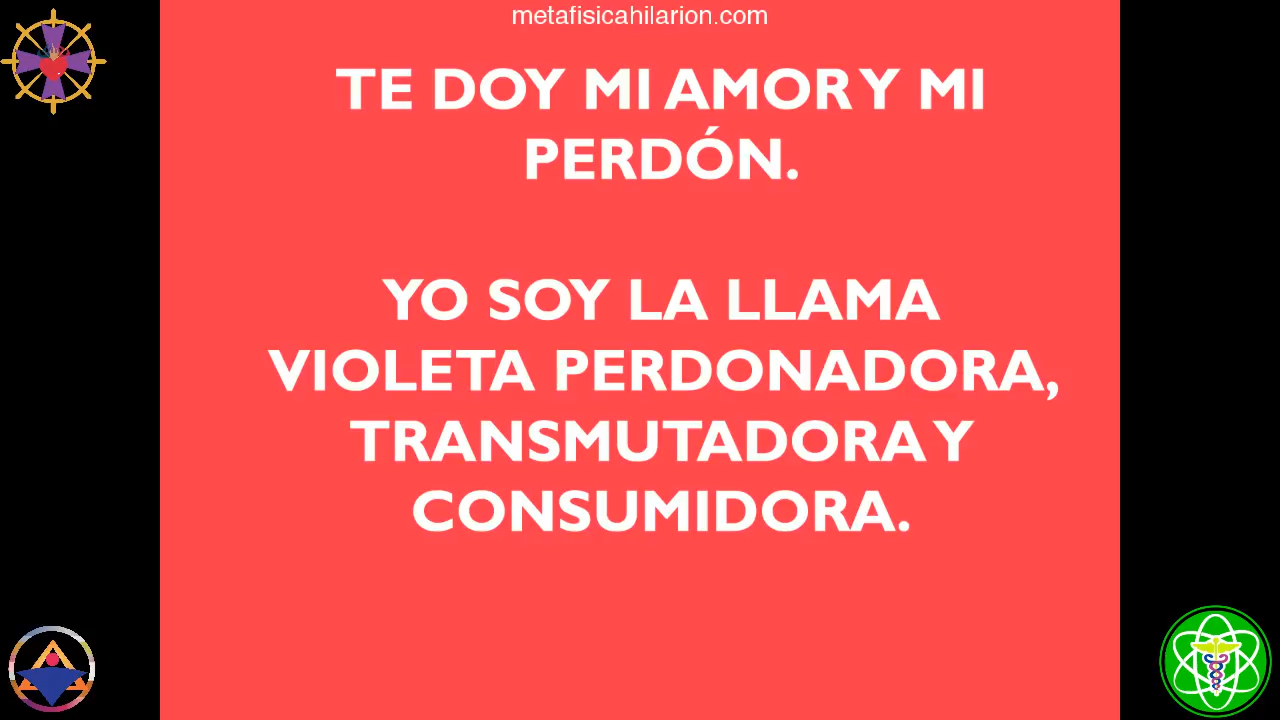 metafisicahilarion.com
TE DOY MI AMOR Y MI
PERDÓN.
YO SOY LA LLAMA
VIOLETA PERDONADORA,
TRANSMUTADORA Y
CONSUMIDORA.